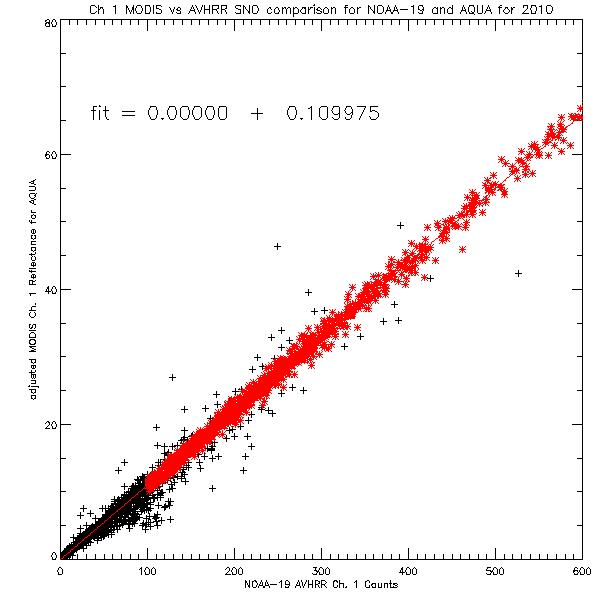 Ch 1 MODIS vs AVHRR SNO comparison for NOAA-19 and AQUA for 2010
80
fit = 0.00000 + 0.109975
60
adjusted MODIS Ch. 1 Reflectance for AQUA
40
20
0
0 100 200 300 400 500 600
NOAA-19 AVHRR Ch. 1 Counts